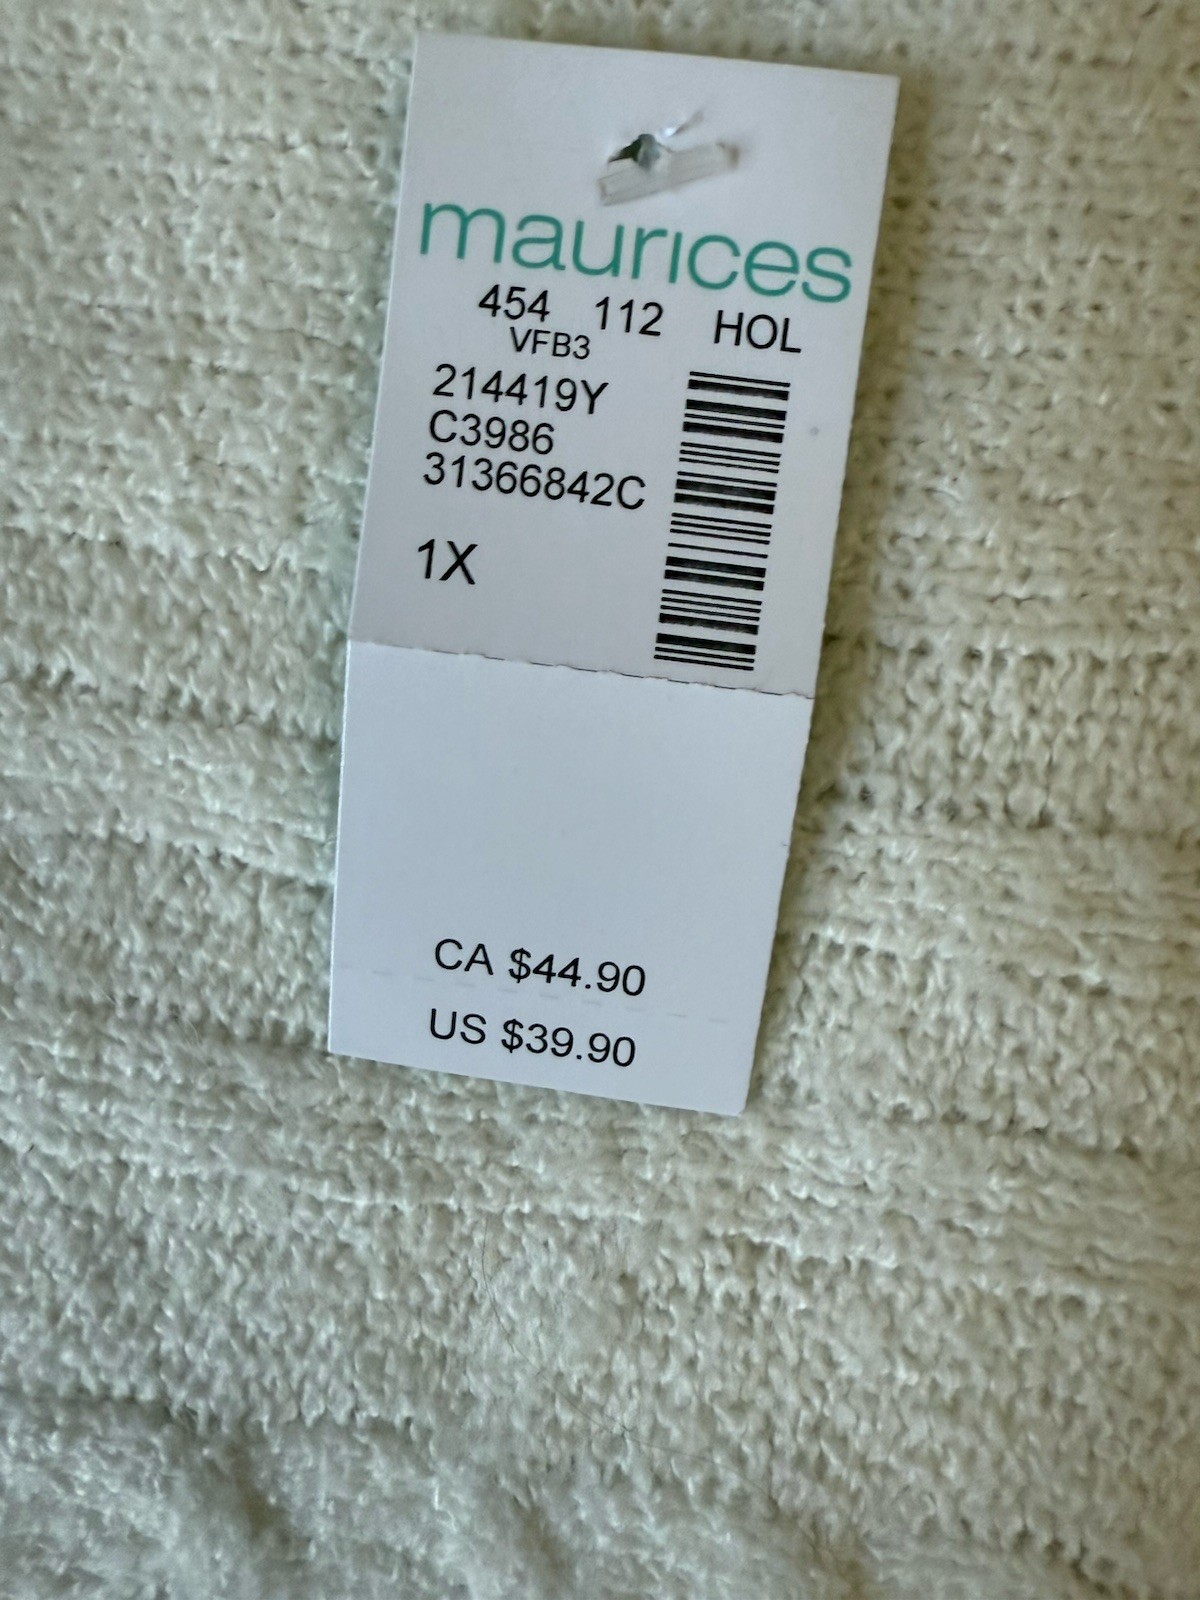 maurices
454 112 HOL
VFB3
214419Y
C3986
31366842C
1X
CA $44.90
US $39.90